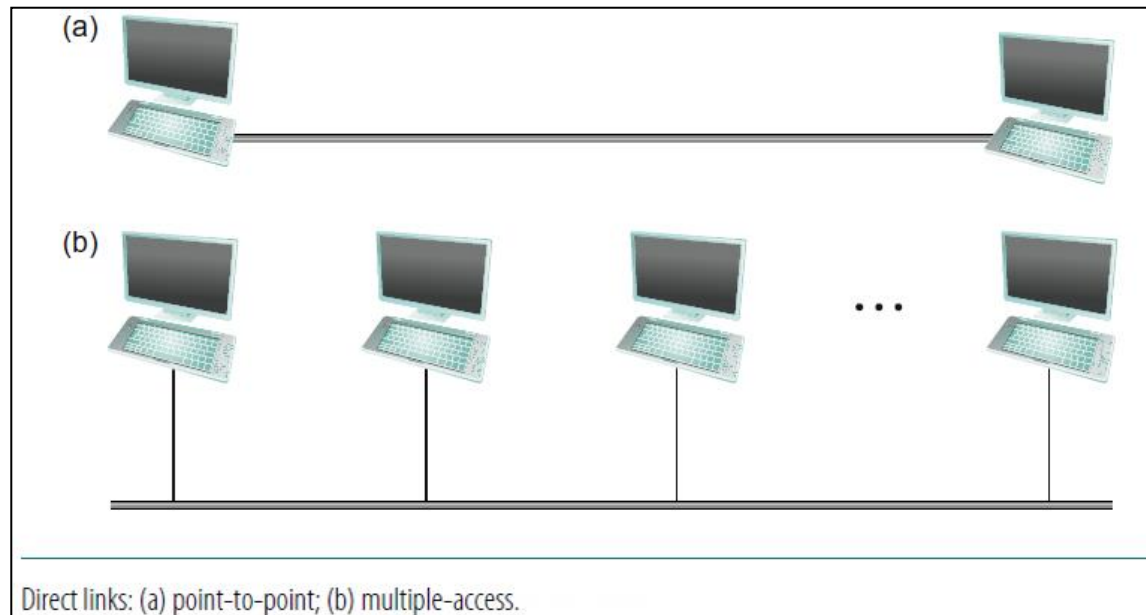 (a)
(b)
...
Direct links: (a) point-to-point; (b) multiple-access.